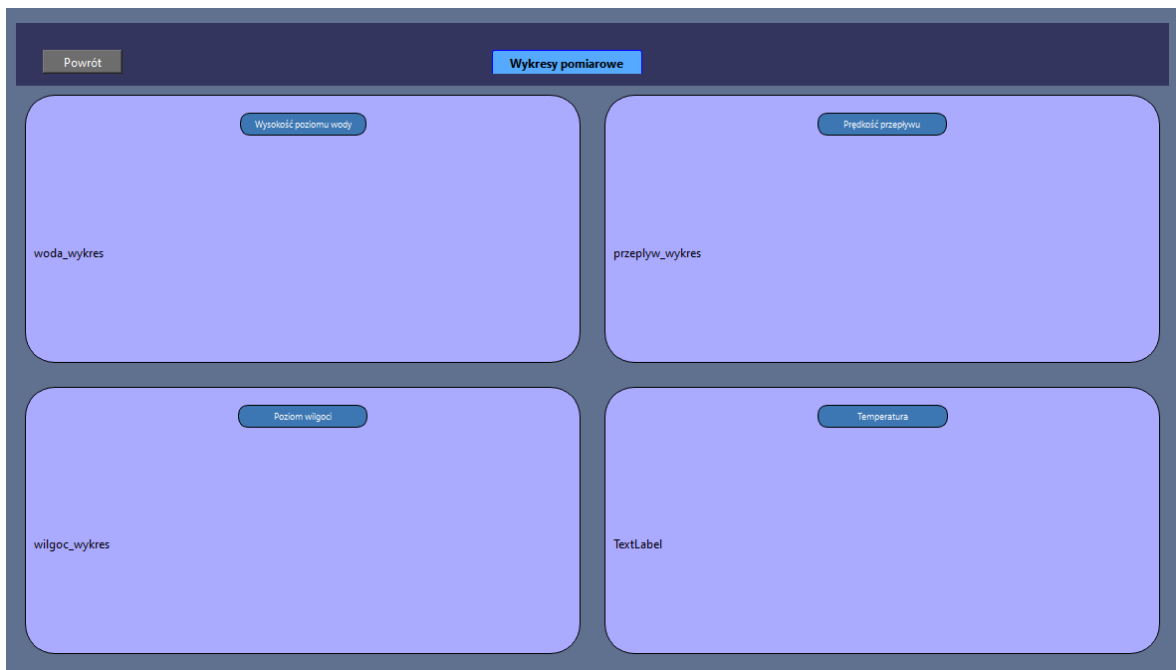 Powrót
Wykresy pomiarowe
Wysokość poziomu wody
Prędkość przepływu
woda_wykres
przeplyw_wykres
Poziom wilgoci
Temperatura
wilgoc_wykres
TextLabel